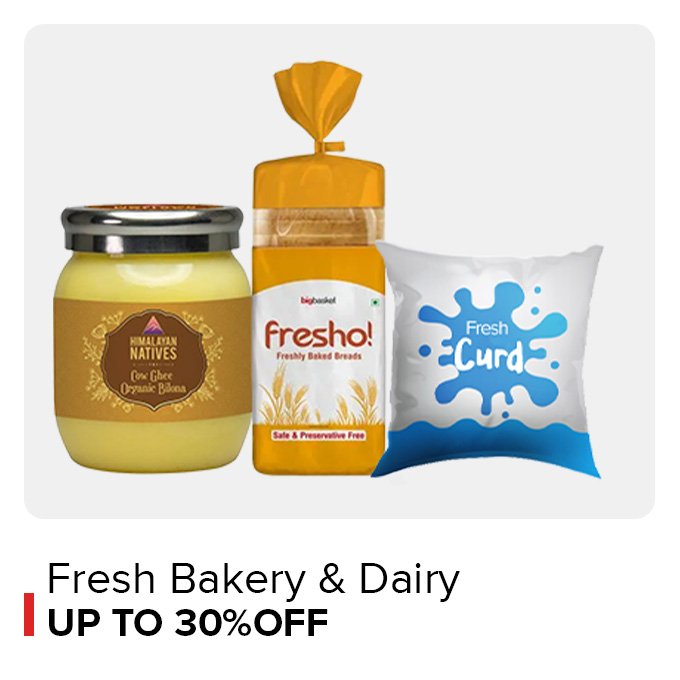 HIMALAYAN
NATIVES
Cow Ghee
Organic Bilona
bigbasket
fresho!
Freshly Baked Breads
Safe & Preservative Free
Fresh
Curd
Fresh Bakery & Dairy
UP TO 30%OFF